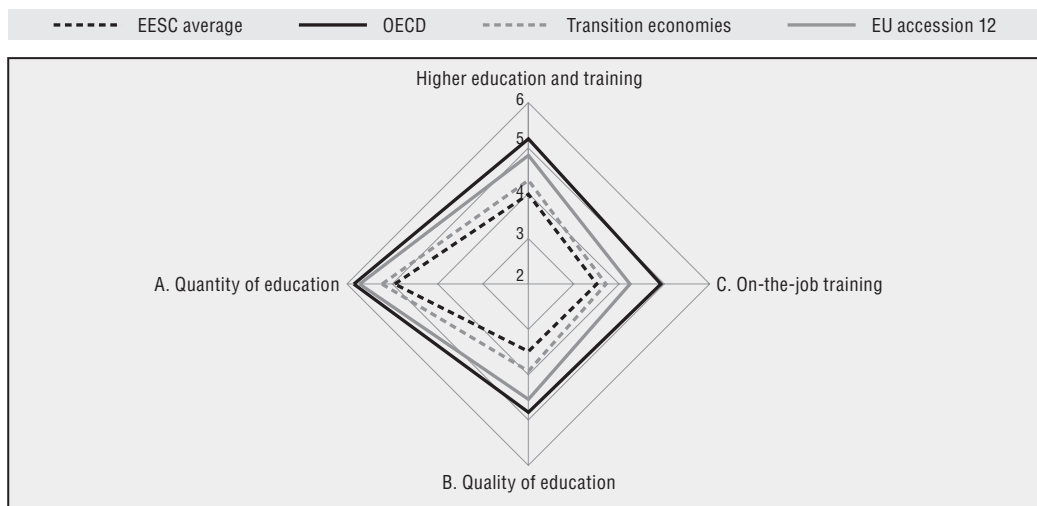 EESC average OECD Transition economies EU accession 12
Higher education and training
6
5
4
3
2
A. Quantity of education
C. On-the-job training
B. Quality of education